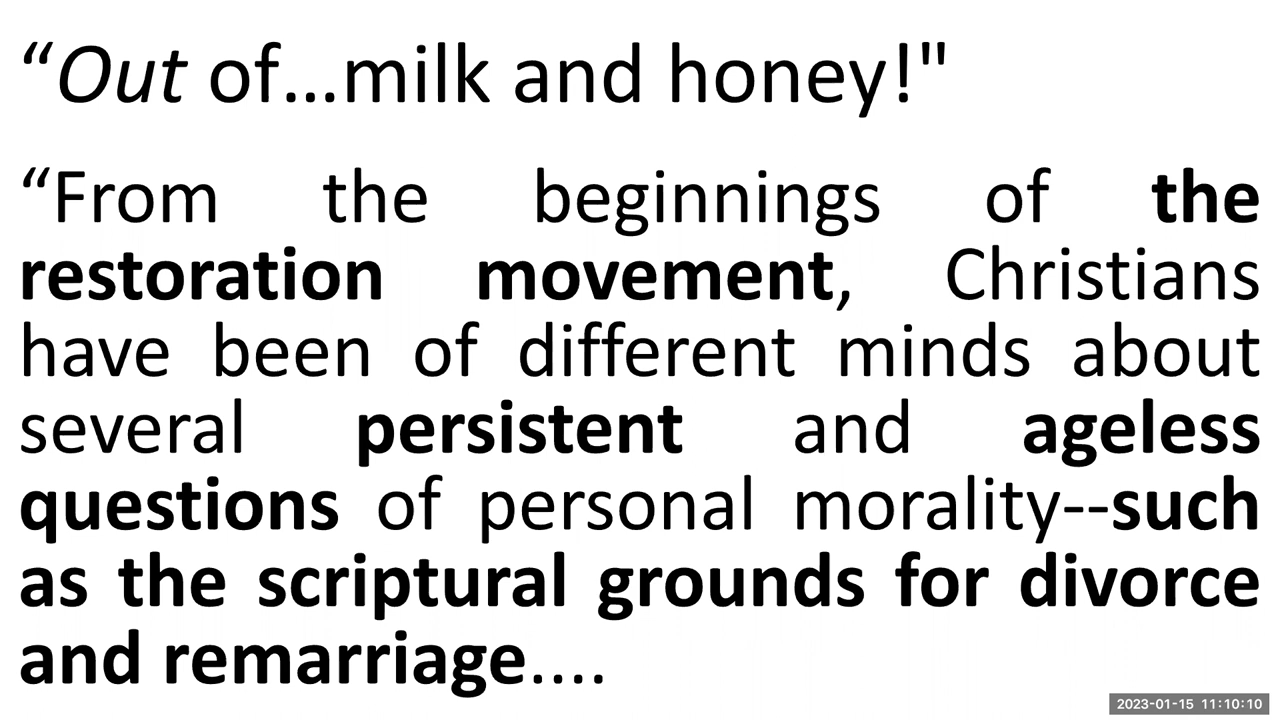 “Out of...milk and honey!"
“From the beginnings of the
restoration movement, Christians
have been of different minds about
several persistent and ageless
questions of personal morality--such
as the scriptural grounds for divorce
and remarriage....
2023-01-15 11:10:10